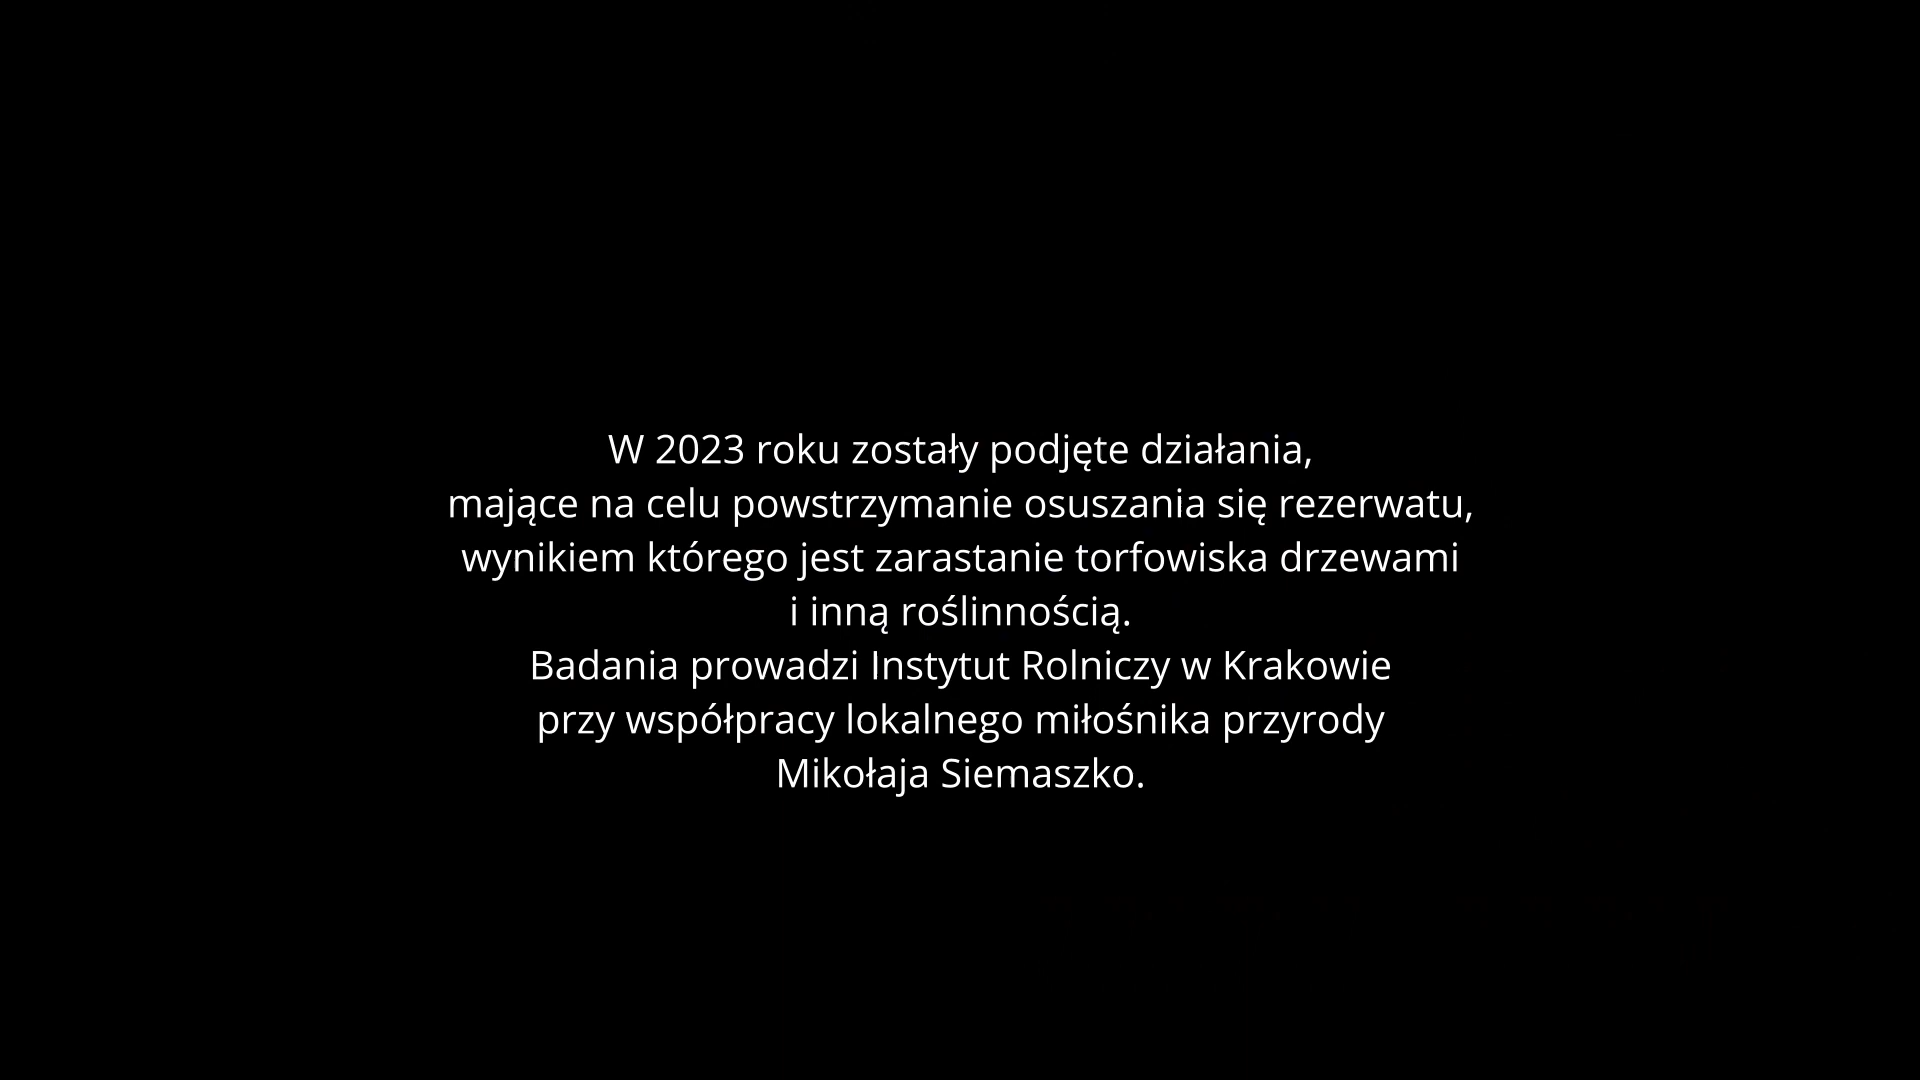 W 2023 roku zostały podjęte działania,
mające na celu powstrzymanie osuszania się rezerwatu,
wynikiem którego jest zarastanie torfowiska drzewami
i inną roślinnością.
Badania prowadzi Instytut Rolniczy w Krakowie
przy współpracy lokalnego miłośnika przyrody
Mikołaja Siemaszko.